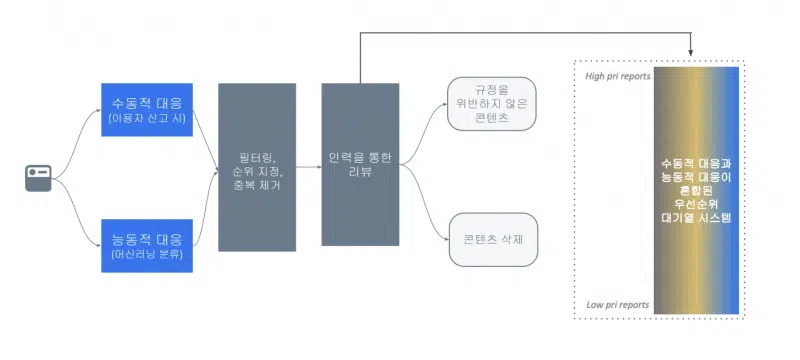 수동적 대응
(이용자 신고 시)
능동적 대응
(머신러닝 분류)
필터링,
순위 지정,
중복 제거
인력을 통한
리뷰
규정을
위반하지 않은
콘텐츠
콘텐츠 삭제
High pri reports
수동적 대응과
능동적 대응이
혼합된
우선순위
대기열 시스템
Low pri reports